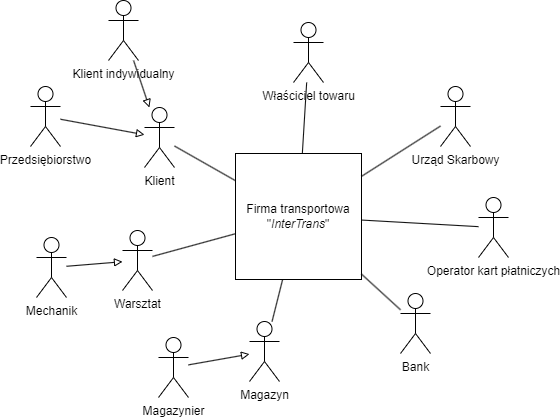 Klient indywidualny
Właściciel towaru
Przedsiębiorstwo
Klient
Urząd Skarbowy
Firma transportowa
"InterTrans"
Operator kart płatniczych
Mechanik
Warsztat
Bank
Magazynier
Magazyn